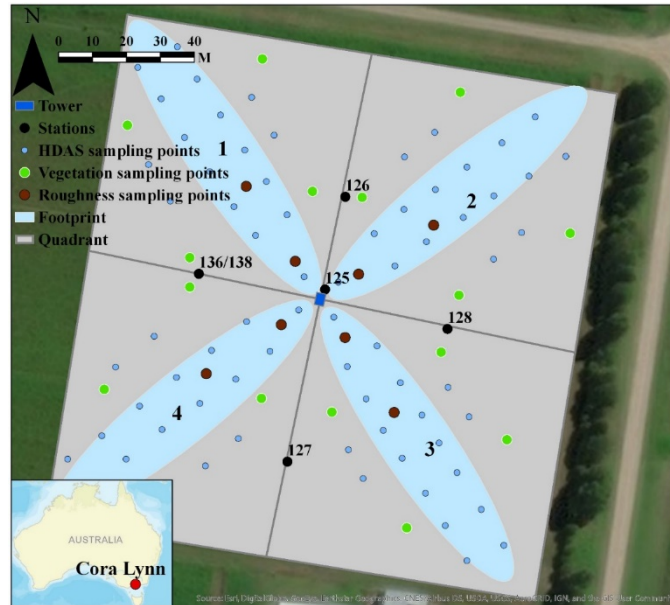 N
0 10 20 30 40
M
Tower
Stations
HDAS sampling points
Vegetation sampling points
Roughness sampling points
Footprint
Quadrant
1
2
126
136/138
125
128
4
3
127
AUSTRALIA
Cora Lynn